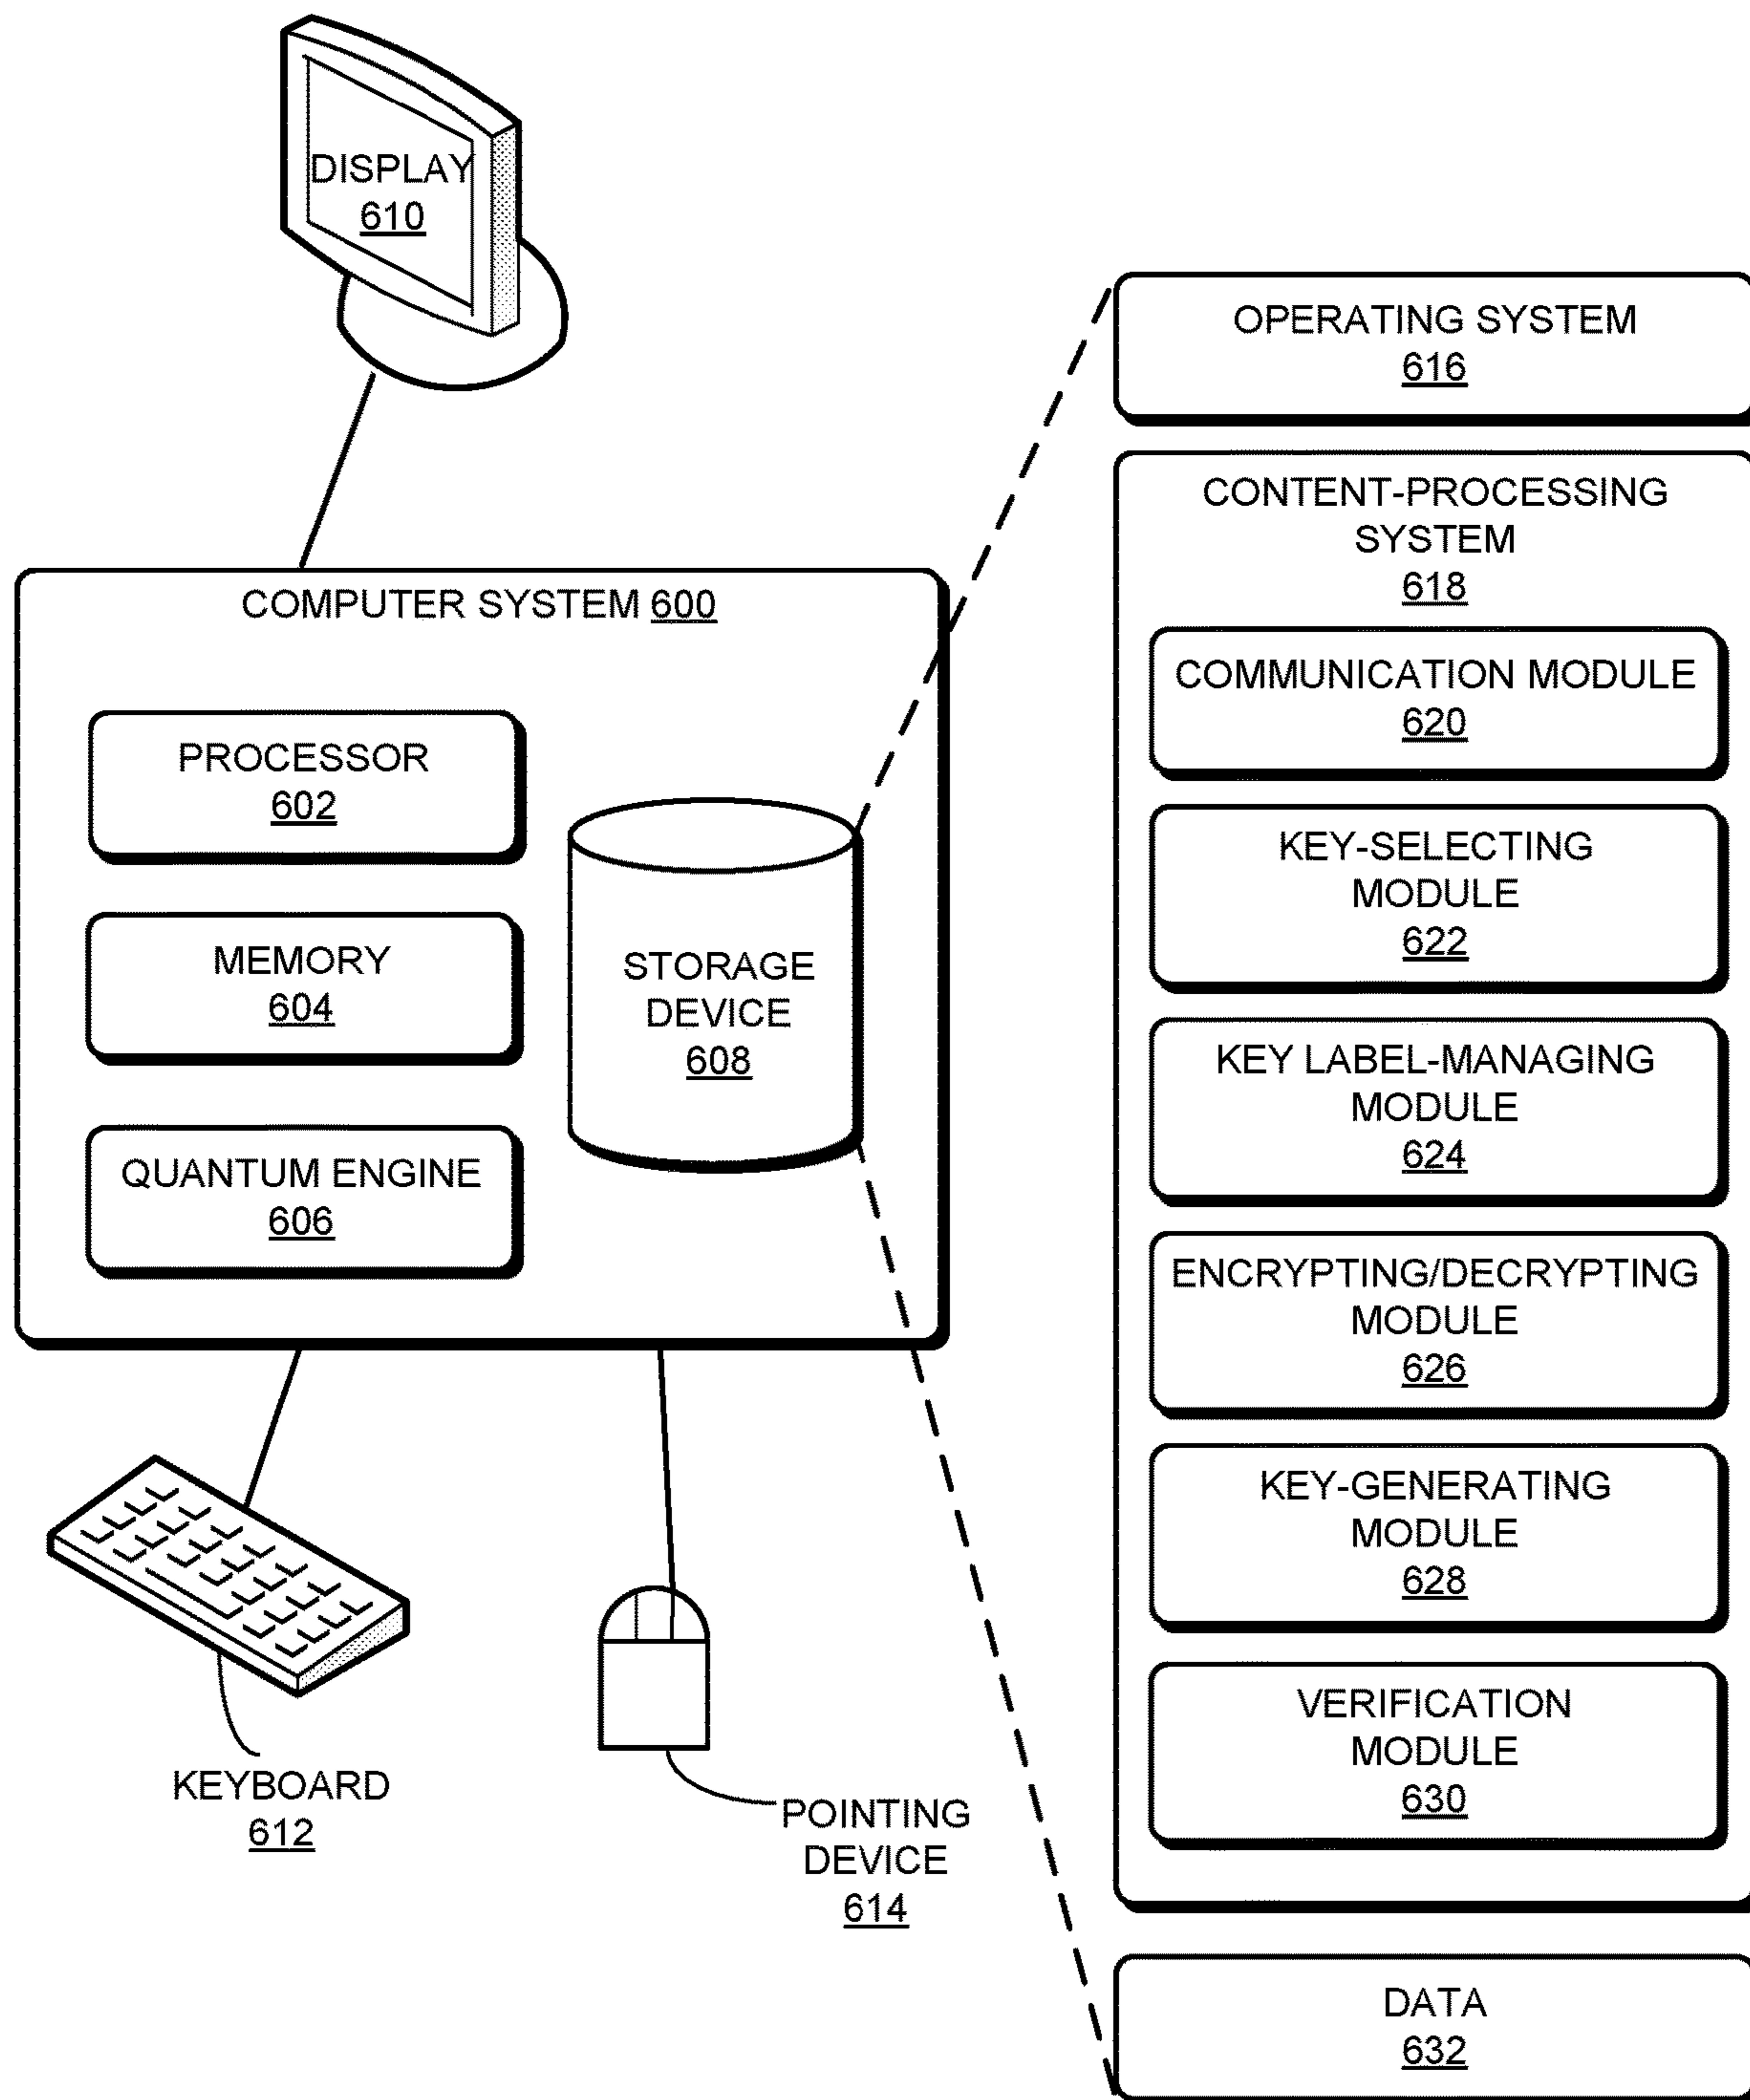 DISPLAY
610
COMPUTER SYSTEM 600
PROCESSOR
602
MEMORY
604
QUANTUM ENGINE
606
STORAGE
DEVICE
608
KEYBOARD
612
POINTING
DEVICE
614
OPERATING SYSTEM
616
CONTENT-PROCESSING
SYSTEM
618
COMMUNICATION MODULE
620
KEY-SELECTING
MODULE
622
KEY LABEL-MANAGING
MODULE
624
ENCRYPTING/DECRYPTING
MODULE
626
KEY-GENERATING
MODULE
628
VERIFICATION
MODULE
630
DATA
632